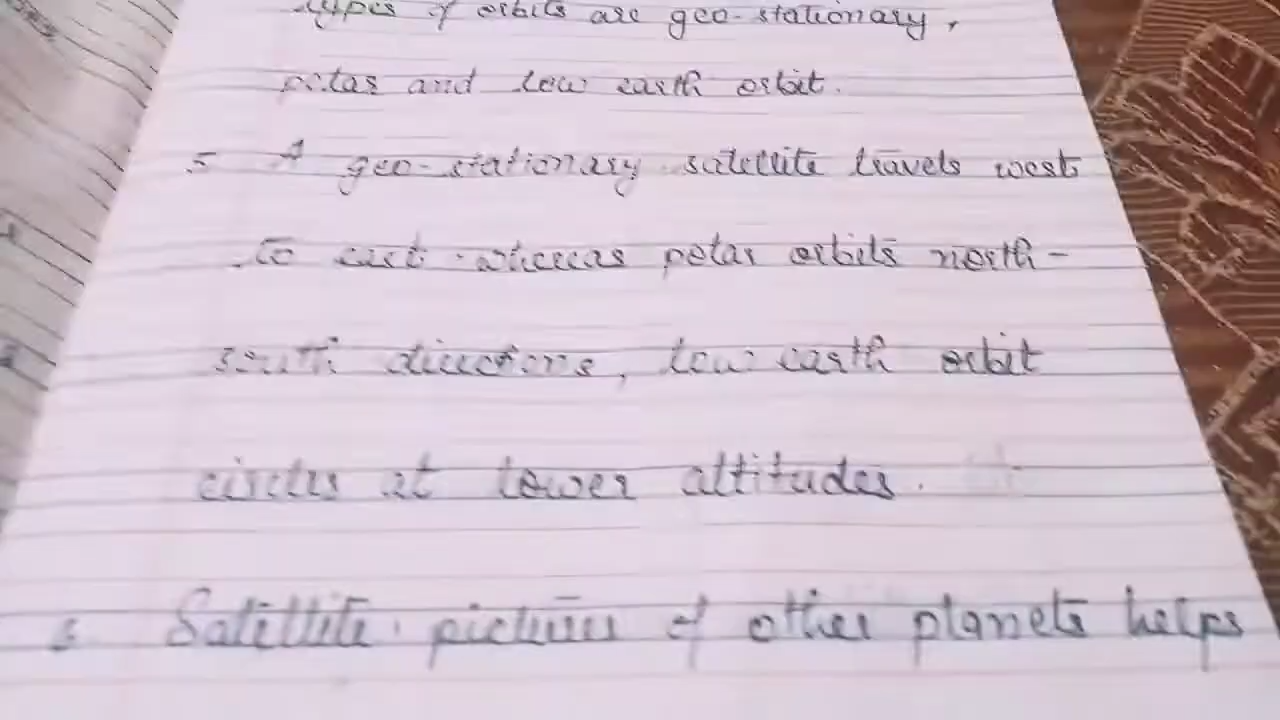 types of orbits are geo-stationary,
polar and low earth orbit.
5 A geo-stationary satellite travels west
to east whereas polar orbits north-
south directions, low earth orbit
circles at lower altitudes.
6 Satellite pictures of other planets helps